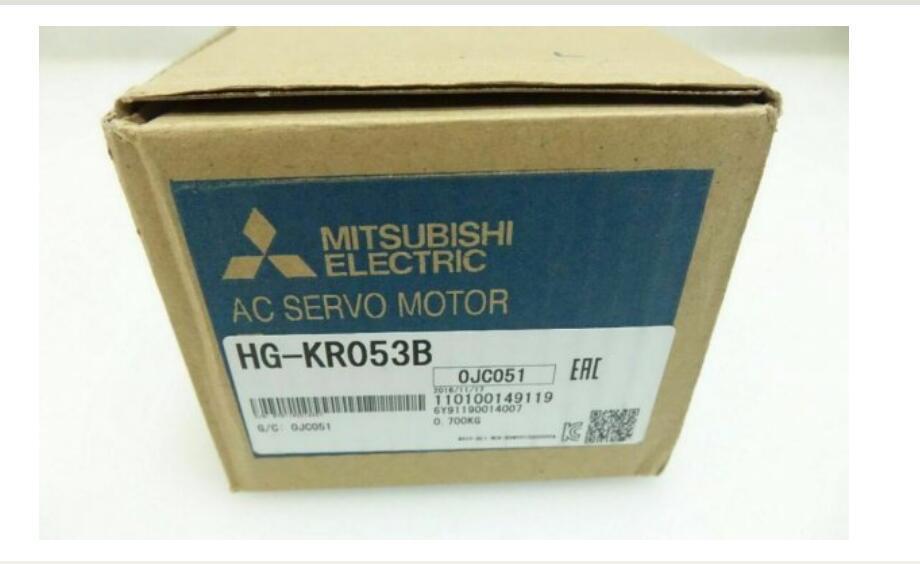 MITSUBISHI
ELECTRIC
AC SERVO MOTOR
HG-KR053B
0JC051
EAC
2016/11/17
110100149119
6Y91190014007
G/C: 0JC051
0.700KG